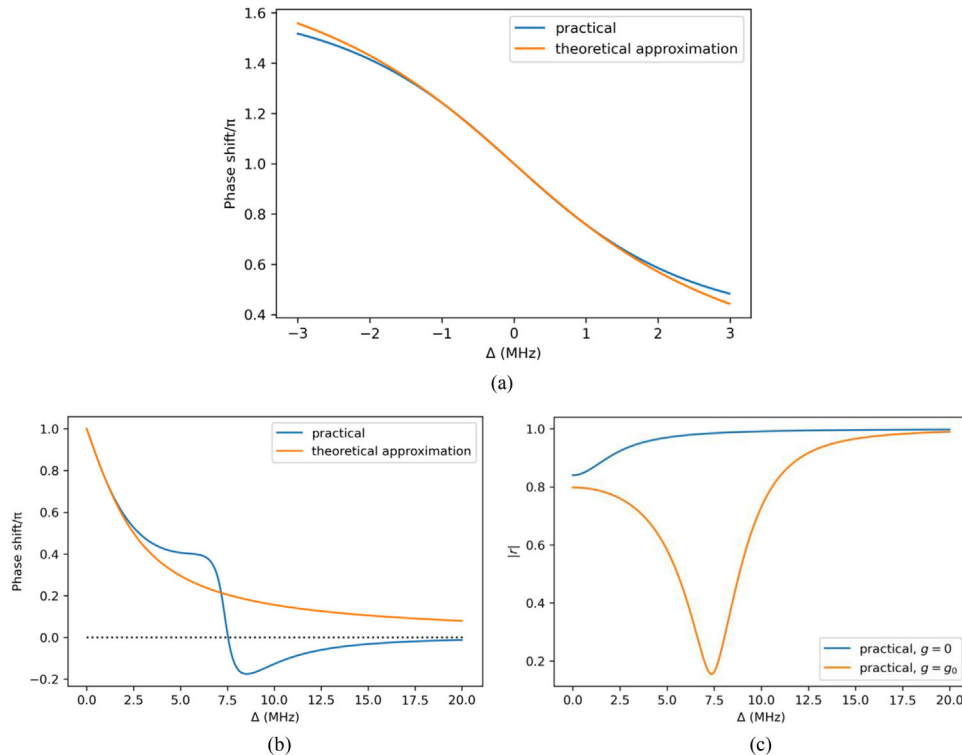 practical
theoretical approximation
Phase shift/π
1.6
1.4
1.2
1.0
0.8
0.6
0.4
−3
−2
−1
0
1
2
3
Δ (MHz)
(a)
practical
theoretical approximation
Phase shift/π
1.0
0.8
0.6
0.4
0.2
0.0
−0.2
0.0
2.5
5.0
7.5
10.0
12.5
15.0
17.5
20.0
Δ (MHz)
(b)
|r|
1.0
0.8
0.6
0.4
0.2
practical, g = 0
practical, g = g₀
0.0
2.5
5.0
7.5
10.0
12.5
15.0
17.5
20.0
Δ (MHz)
(c)